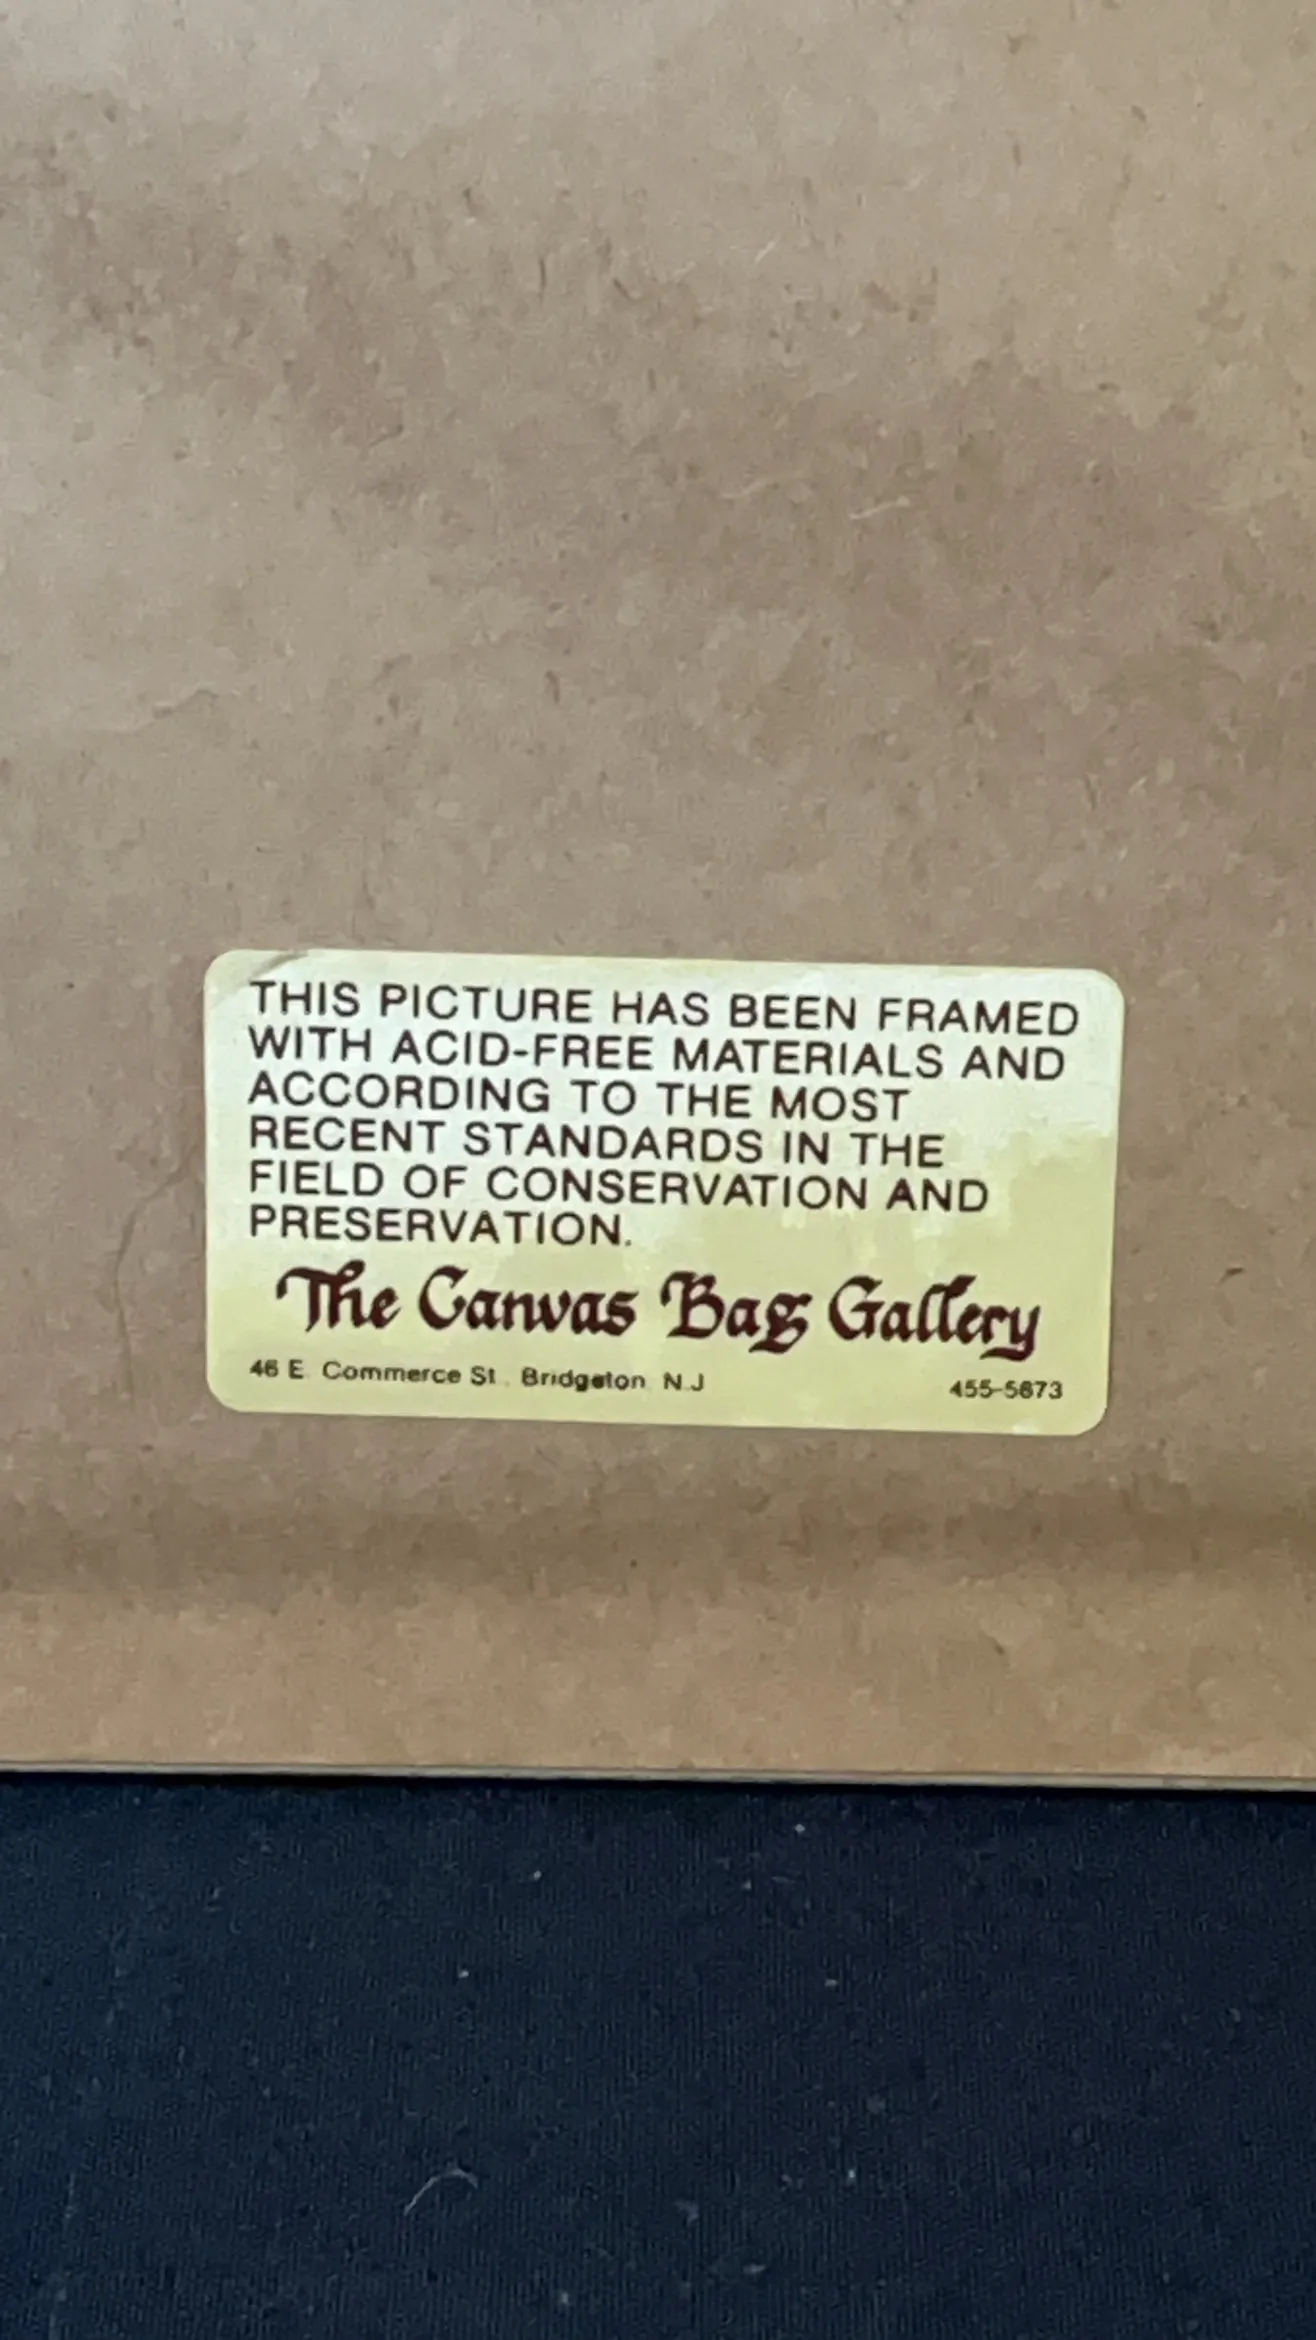 THIS PICTURE HAS BEEN FRAMED
WITH ACID-FREE MATERIALS AND
ACCORDING TO THE MOST
RECENT STANDARDS IN THE
FIELD OF CONSERVATION AND
PRESERVATION.
The Canvas Bag Gallery
46 E. Commerce St., Bridgeton, N.J. 455-5673